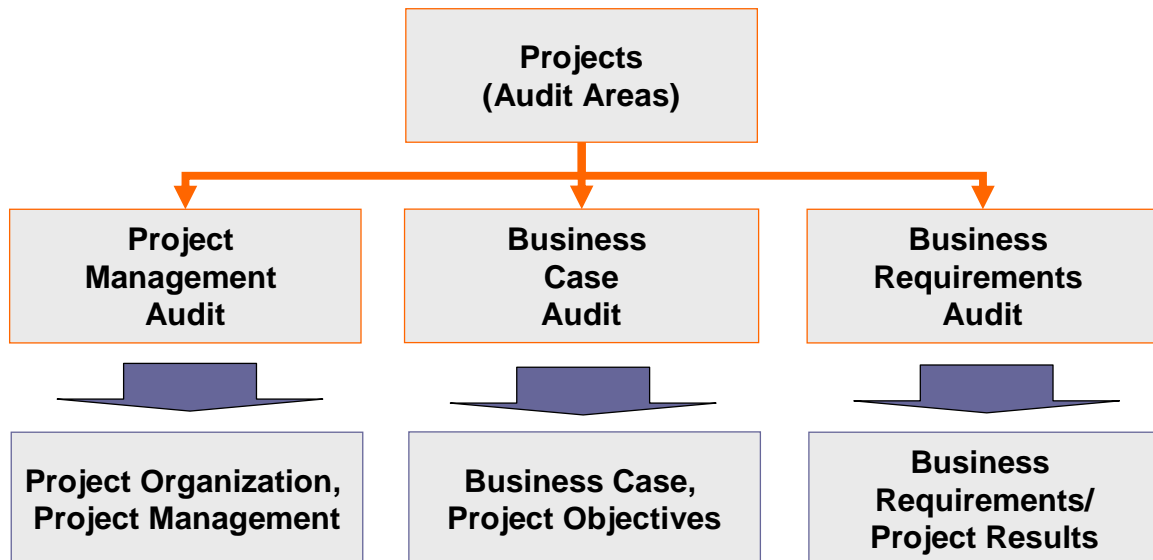 Projects
(Audit Areas)
Project
Management
Audit
Business
Case
Audit
Business
Requirements
Audit
Project Organization,
Project Management
Business Case,
Project Objectives
Business
Requirements/
Project Results